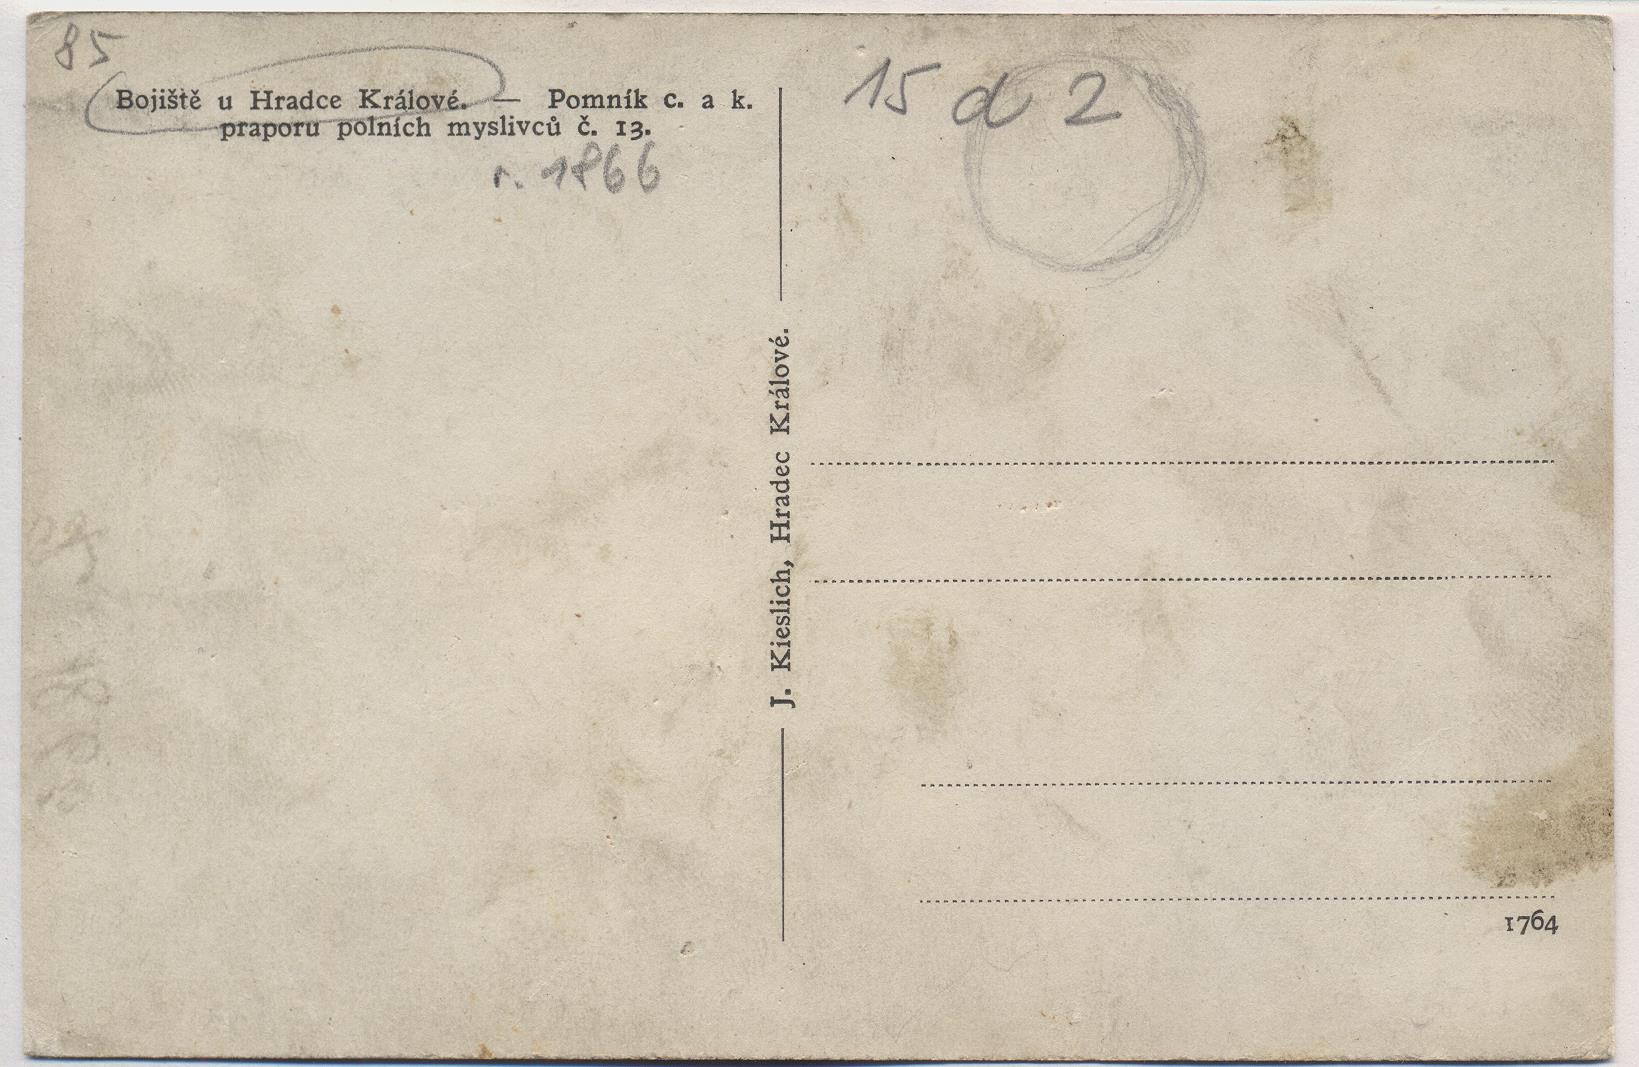 85
Bojiště u Hradce Králové. — Pomník c. a k.
praporu polních myslivců č. 13.
r. 1866
15 d 2
J. Kieslich, Hradec Králové.
1764